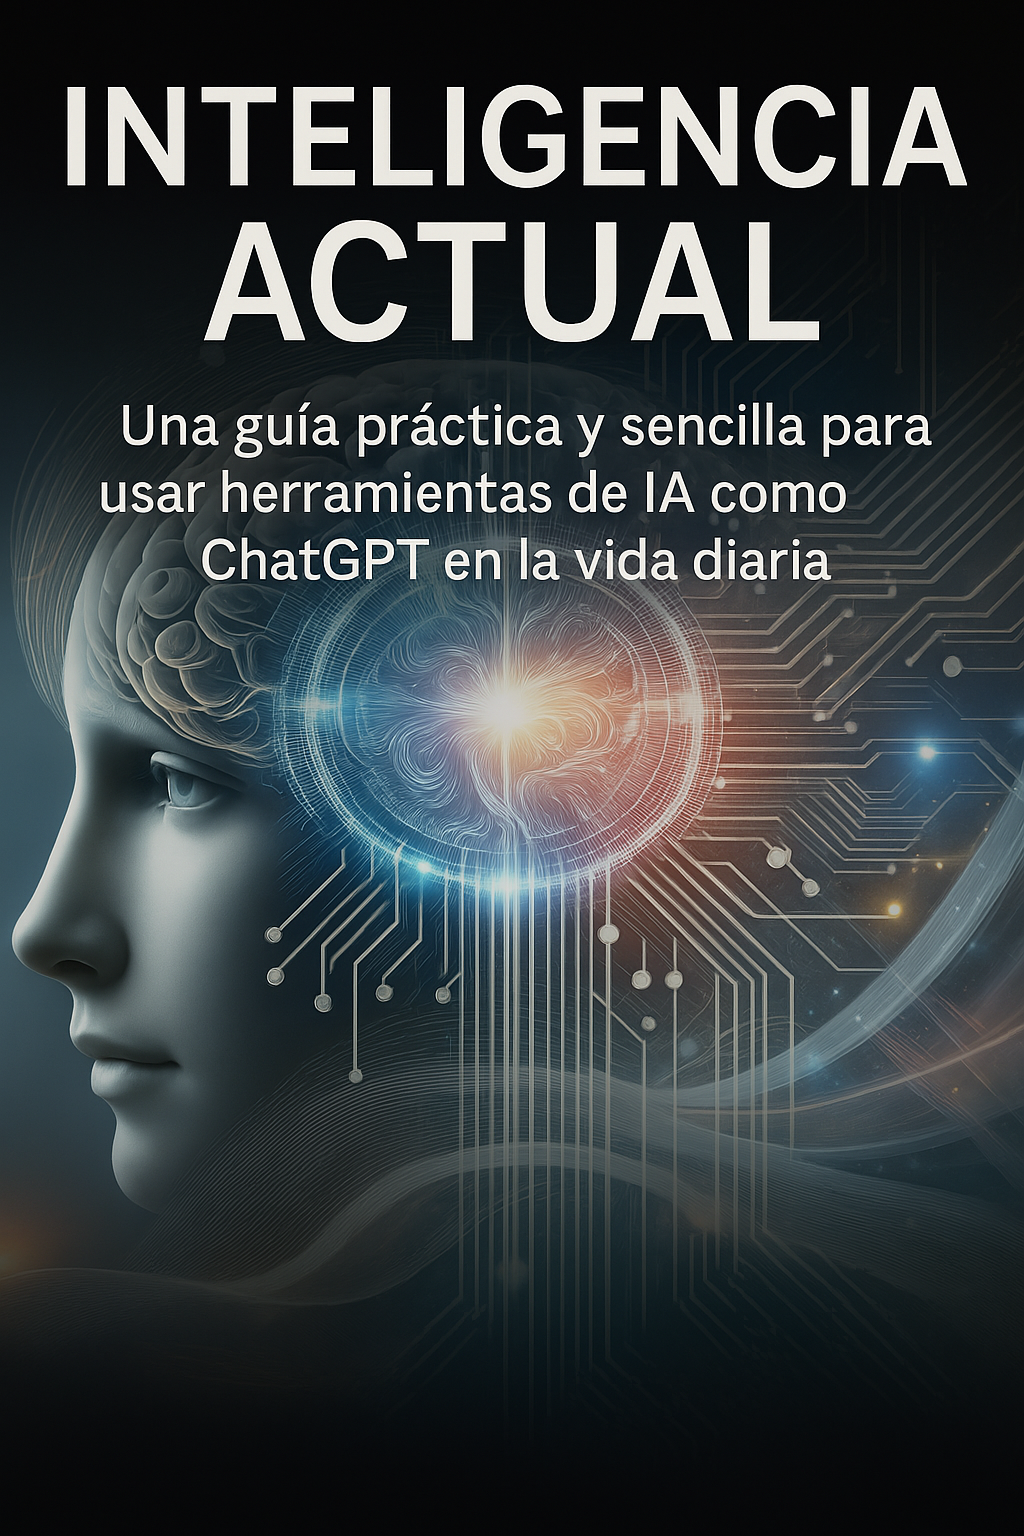 INTELIGENCIA
ACTUAL
Una guía práctica y sencilla para
usar herramientas de IA como
ChatGPT en la vida diaria